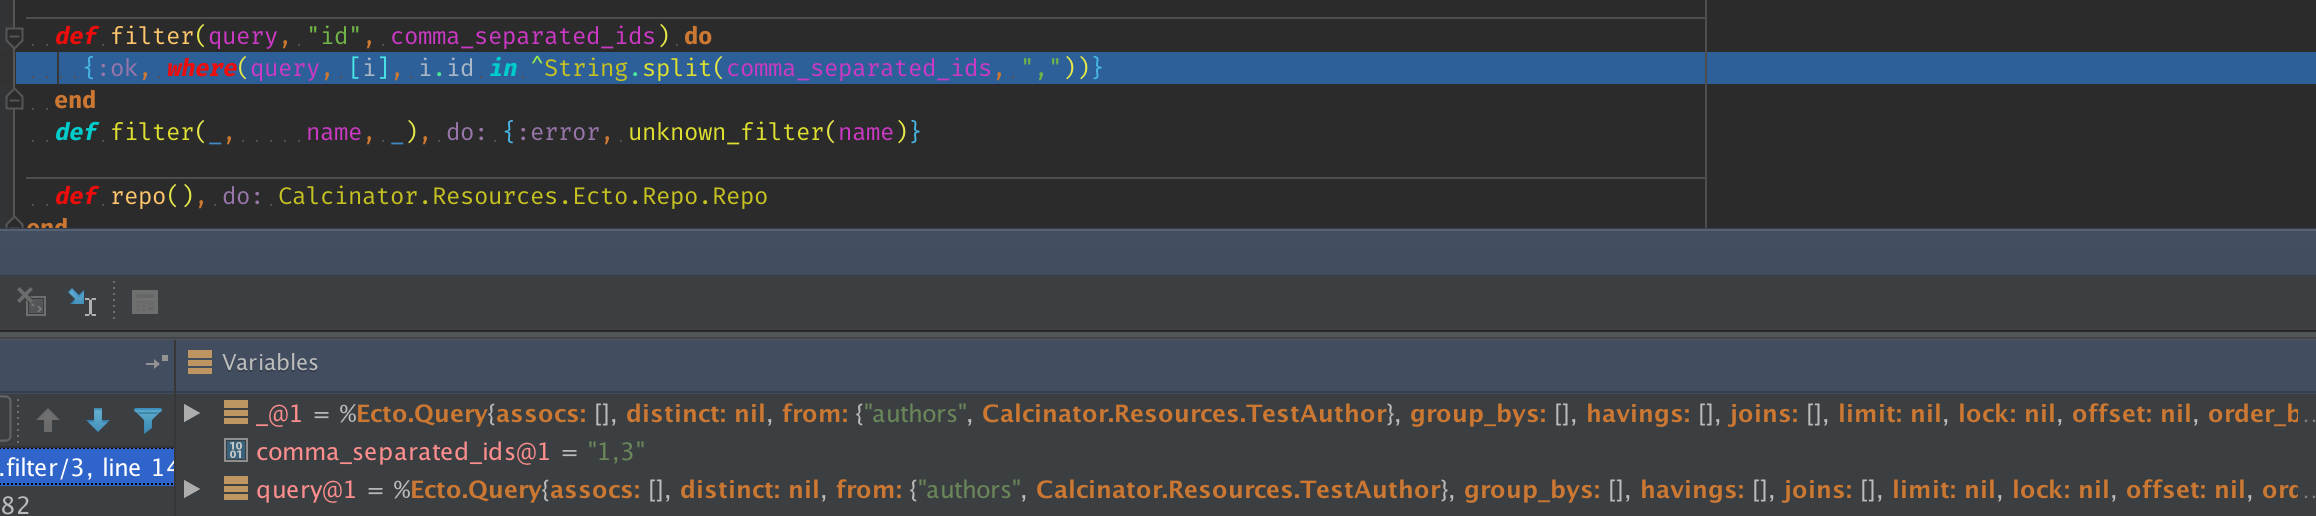 def filter(query, "id", comma_separated_ids) do
{:ok, where(query, [i], i.id in ^String.split(comma_separated_ids, ","))}
end
def filter(_, name, _), do: {:error, unknown_filter(name)}
def repo(), do: Calcinator.Resources.Ecto.Repo.Repo
end
Variables
_@1 = %Ecto.Query{assocs: [], distinct: nil, from: {"authors", Calcinator.Resources.TestAuthor}, group_bys: [], havings: [], joins: [], limit: nil, lock: nil, offset: nil, order_b...
comma_separated_ids@1 = "1,3"
.filter/3, line 14
query@1 = %Ecto.Query{assocs: [], distinct: nil, from: {"authors", Calcinator.Resources.TestAuthor}, group_bys: [], havings: [], joins: [], limit: nil, lock: nil, offset: nil, orc...
82